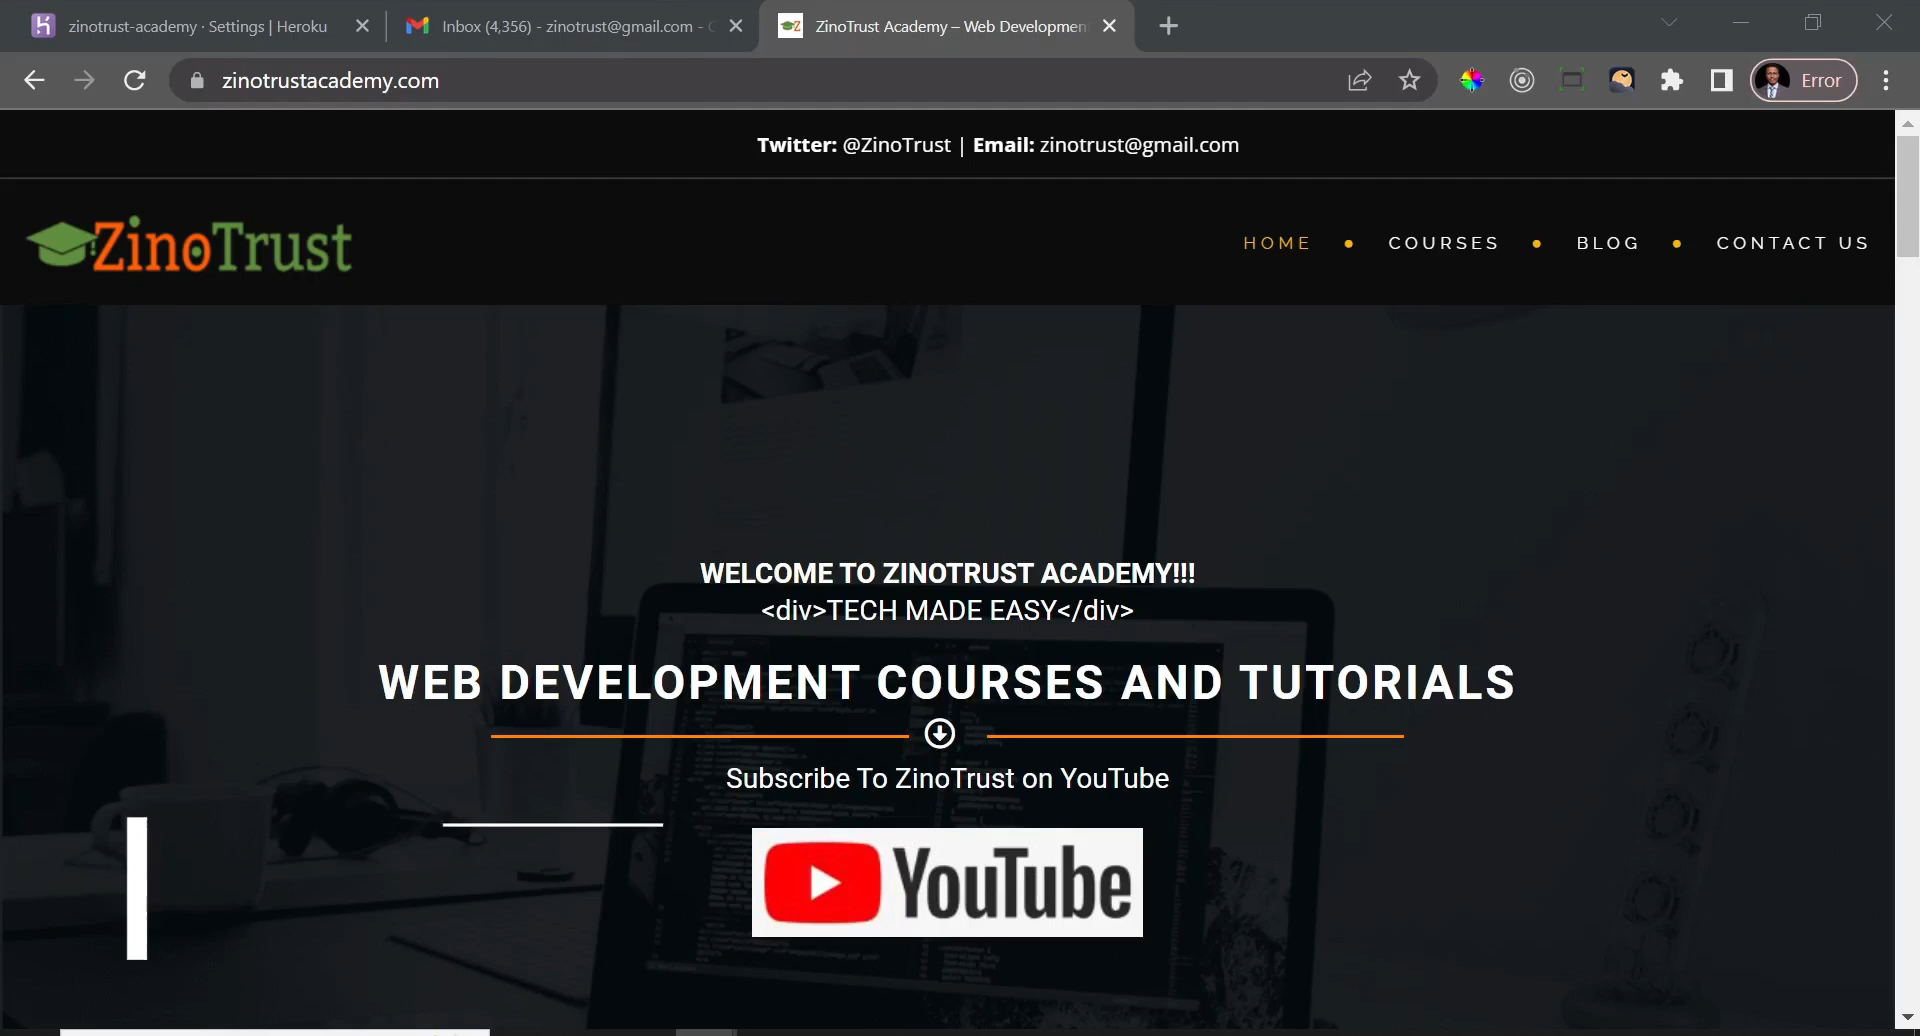 zinotrust-academy · Settings | Heroku
Inbox (4,356) - zinotrust@gmail.com -
ZinoTrust Academy – Web Developmen
zinotrustacademy.com
Error
Twitter: @ZinoTrust | Email: zinotrust@gmail.com
ZinoTrust
HOME • COURSES • BLOG • CONTACT US
WELCOME TO ZINOTRUST ACADEMY!!!
<div>TECH MADE EASY</div>
WEB DEVELOPMENT COURSES AND TUTORIALS
Subscribe To ZinoTrust on YouTube
YouTube